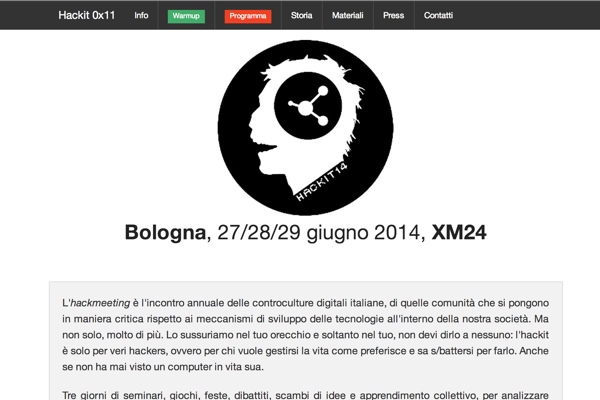 Hackit 0x11 Info Warmup Programma Storia Materiali Press Contatti
HACKIT14
Bologna, 27/28/29 giugno 2014, XM24
L'hackmeeting è l'incontro annuale delle controculture digitali italiane, di quelle comunità che si pongono
in maniera critica rispetto ai meccanismi di sviluppo delle tecnologie all'interno della nostra società. Ma
non solo, molto di più. Lo sussuriamo nel tuo orecchio e soltanto nel tuo, non devi dirlo a nessuno: l'hackit
è solo per veri hackers, ovvero per chi vuole gestirsi la vita come preferisce e sa s/battersi per farlo. Anche
se non ha mai visto un computer in vita sua.
Tre giorni di seminari, giochi, feste, dibattiti, scambi di idee e apprendimento collettivo, per analizzare